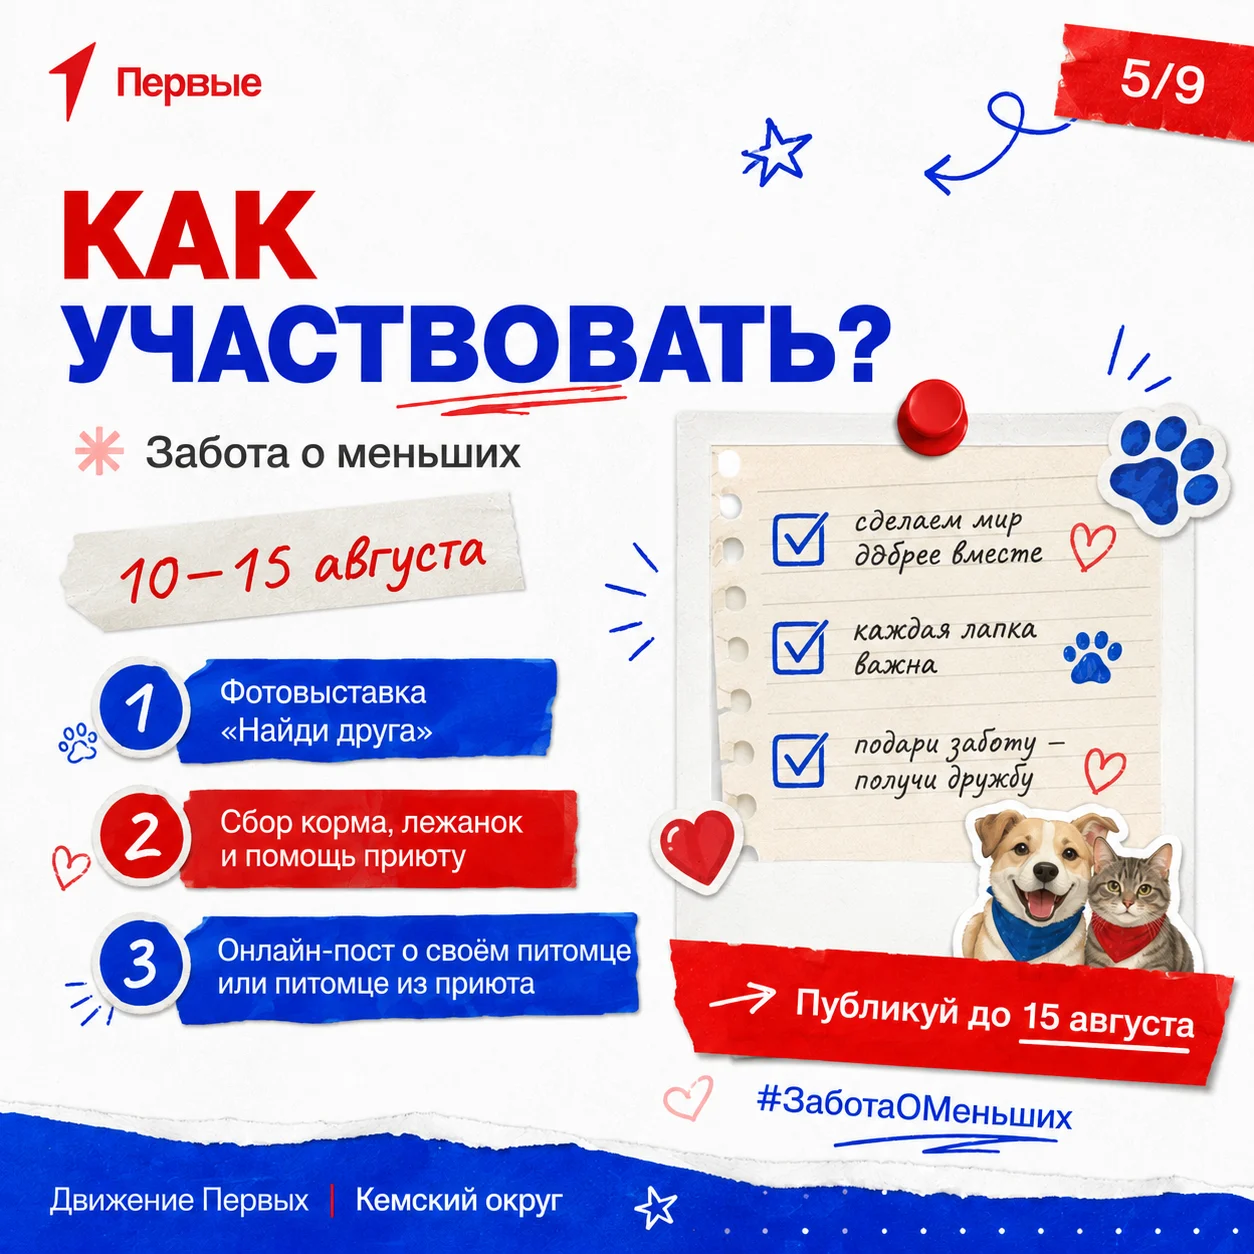 Первые
5/9
КАК
УЧАСТВОВАТЬ?
Забота о меньших
10–15 августа
1
Фотовыставка
«Найди друга»
2
Сбор корма, лежанок
и помощь приюту
3
Онлайн-пост о своём питомце
или питомце из приюта
сделаем мир
ддбрее вместе
каждая лапка
важна
подари заботу –
получи дружбу
Публикуй до 15 августа
#ЗаботаОМеньших
Движение Первых | Кемский округ